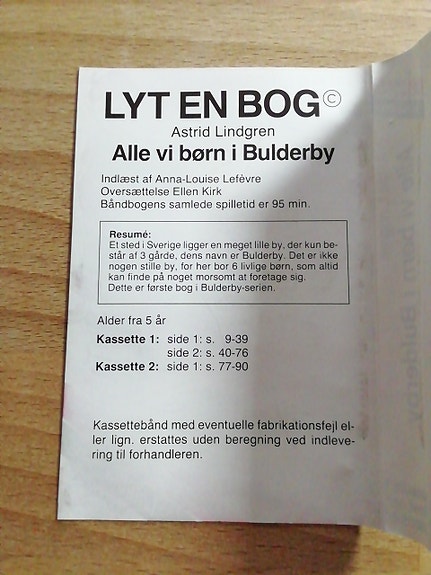 LYT EN BOG©
Astrid Lindgren
Alle vi børn i Bulderby
Indlæst af Anna-Louise Lefèvre
Oversættelse Ellen Kirk
Båndbogens samlede spilletid er 95 min.
Resumé:
Et sted i Sverige ligger en meget lille by, der kun be-
står af 3 gårde, dens navn er Bulderby. Det er ikke
nogen stille by, for her bor 6 livlige børn, som altid
kan finde på noget morsomt at foretage sig.
Dette er første bog i Bulderby-serien.
Alder fra 5 år
Kassette 1: side 1: s. 9-39
side 2: s. 40-76
Kassette 2: side 1: s. 77-90
Kassettebånd med eventuelle fabrikationsfejl el-
ler lign. erstattes uden beregning ved indleve-
ring til forhandleren.